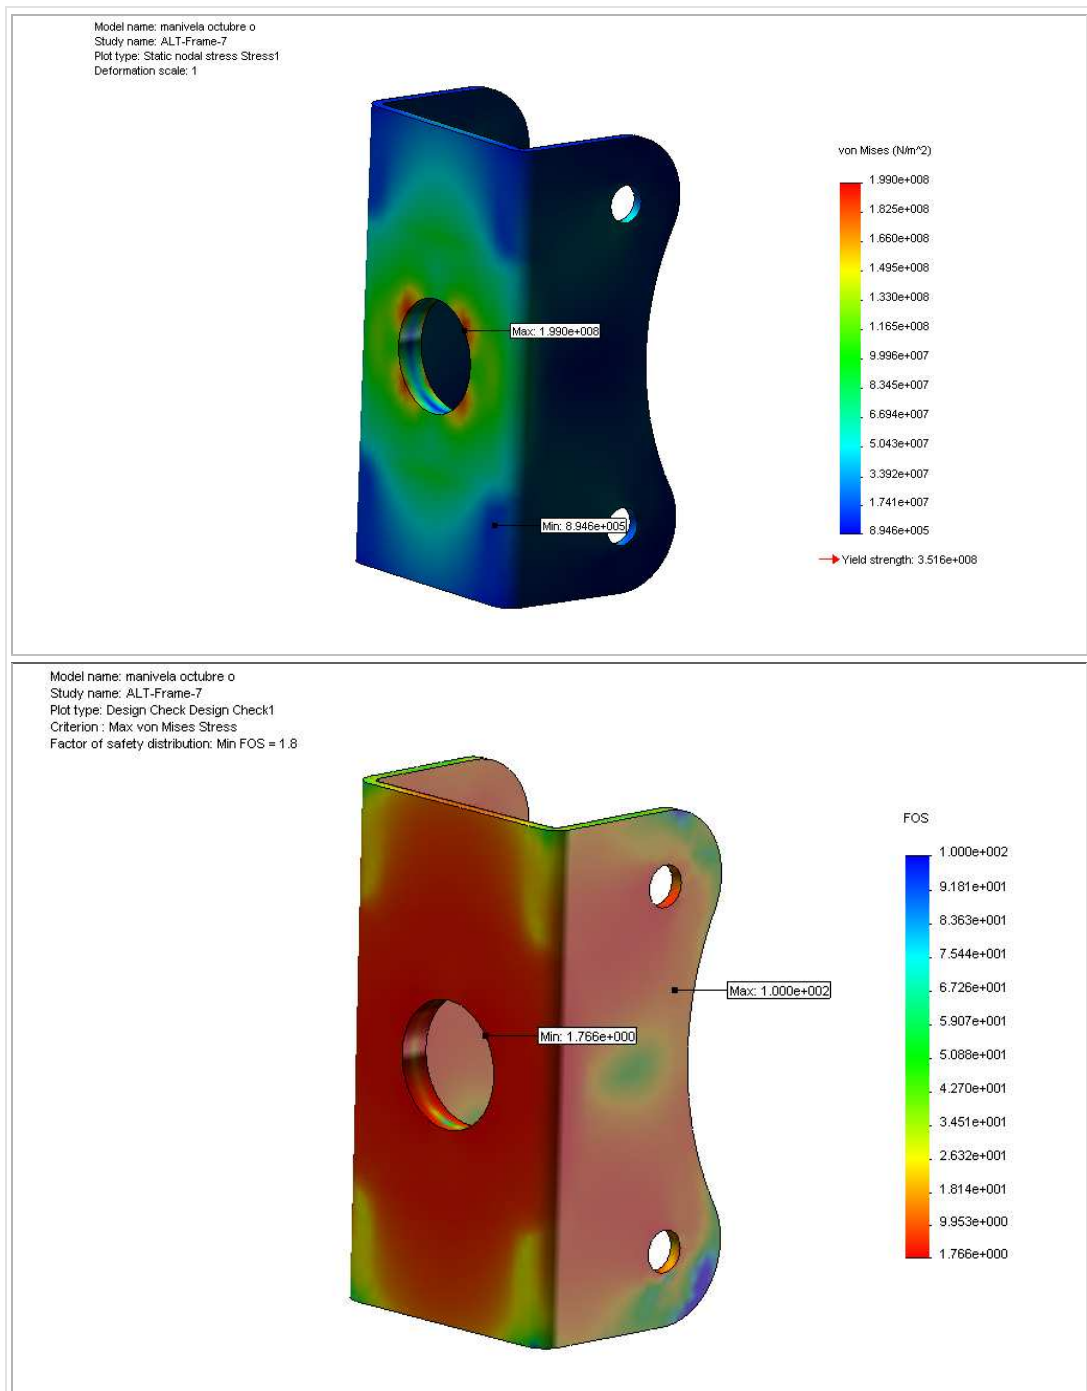 Model name: manivela octubre o
Study name: ALT-Frame-7
Plot type: Static nodal stress Stress1
Deformation scale: 1
von Mises (N/m^2)
1.990e+008
1.825e+008
1.660e+008
1.495e+008
1.330e+008
1.165e+008
9.996e+007
8.345e+007
6.694e+007
5.043e+007
3.392e+007
1.741e+007
8.946e+005
Yield strength: 3.516e+008
Max: 1.990e+008
Min: 8.946e+005
Model name: manivela octubre o
Study name: ALT-Frame-7
Plot type: Design Check Design Check1
Criterion : Max von Mises Stress
Factor of safety distribution: Min FOS = 1.8
FOS
1.000e+002
9.181e+001
8.363e+001
7.544e+001
6.726e+001
5.907e+001
5.088e+001
4.270e+001
3.451e+001
2.632e+001
1.814e+001
9.953e+000
1.766e+000
Max: 1.000e+002
Min: 1.766e+000